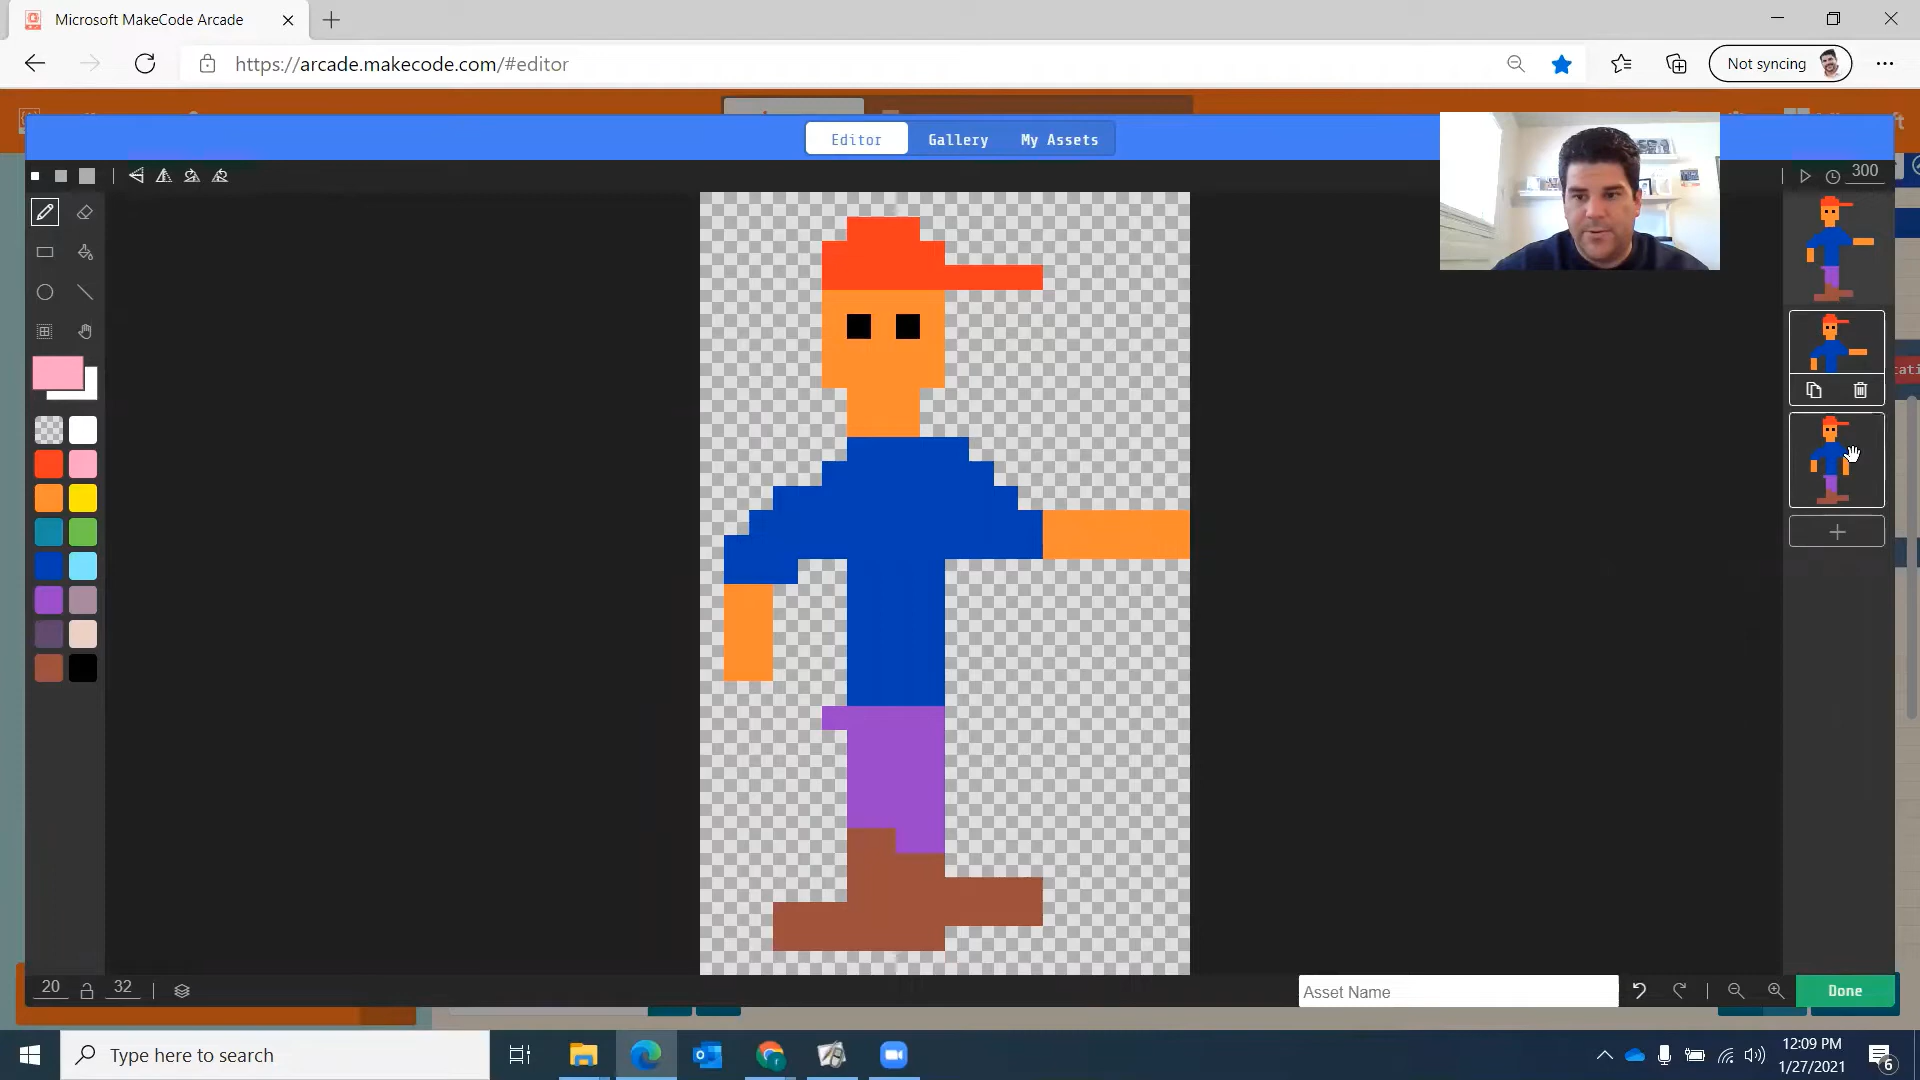 Microsoft MakeCode Arcade
https://arcade.makecode.com/#editor
Not syncing
Editor
Gallery
My Assets
300
20
32
Asset Name
Done
Type here to search
12:09 PM
1/27/2021
6